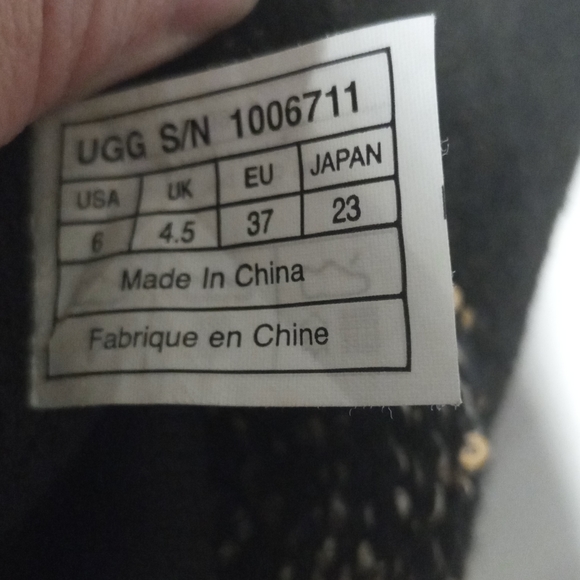 UGG S/N 1006711
USA UK EU JAPAN
6 4.5 37 23
Made In China
Fabrique en Chine